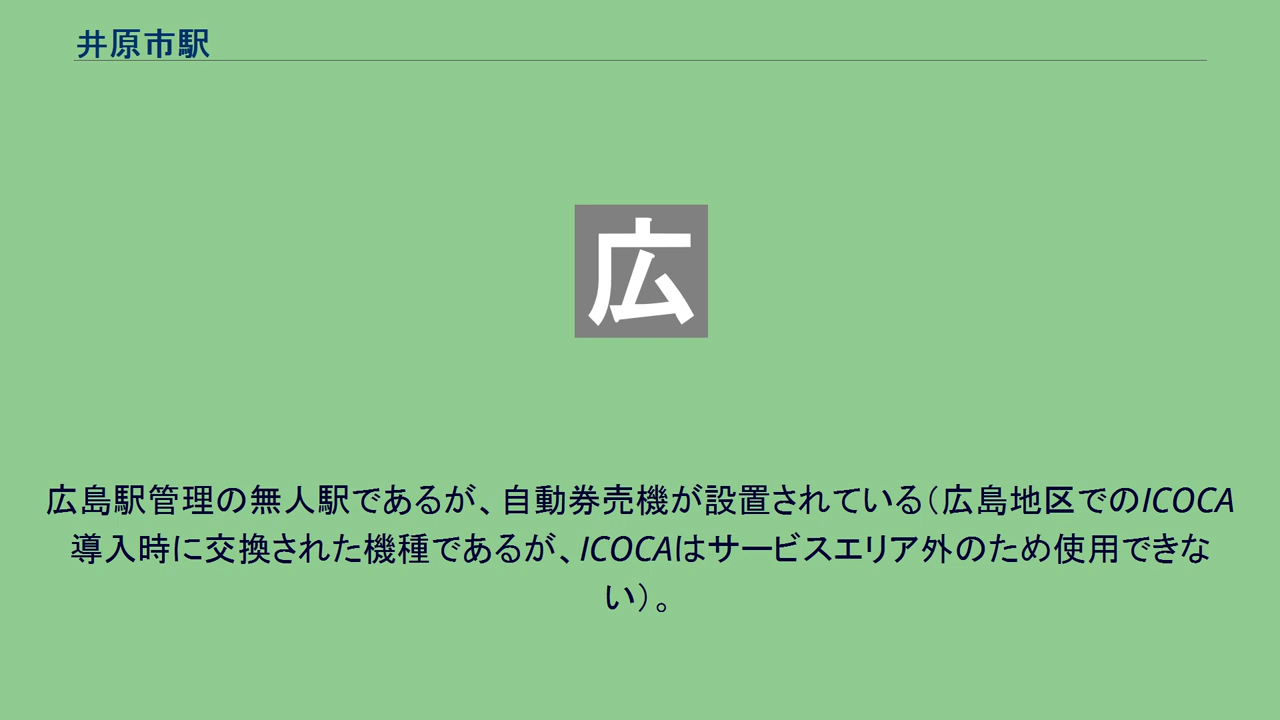 井原市駅
広
広島駅管理の無人駅であるが、自動券売機が設置されている（広島地区でのICOCA
導入時に交換された機種であるが、ICOCAはサービスエリア外のため使用できな
い）。